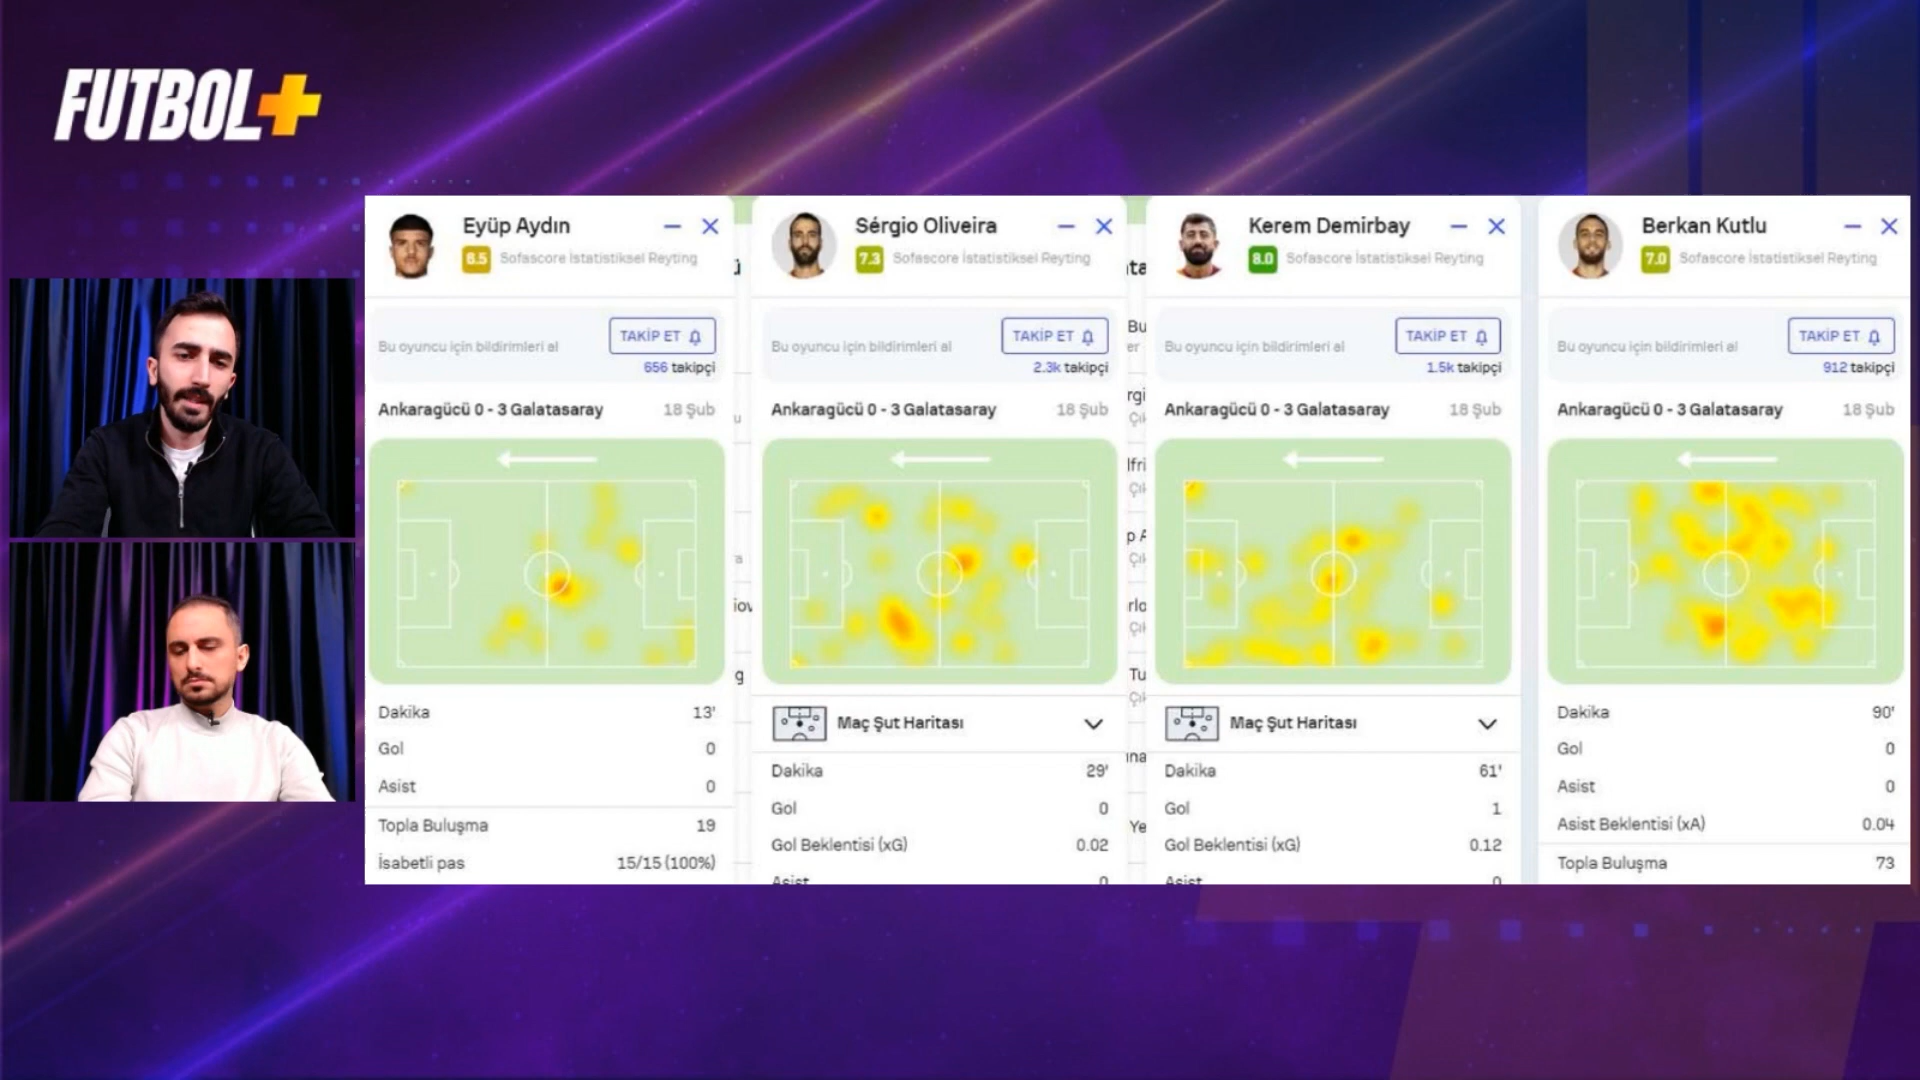 FUTBOL+
Eyüp Aydın
6.5 Sofascore İstatistiksel Reyting
Bu oyuncu için bildirimleri al
TAKİP ET
656 takipçi
Ankaragücü 0 - 3 Galatasaray 18 Şub
Dakika 13'
Gol 0
Asist 0
Topla Buluşma 19
İsabetli pas 15/15 (100%)
Sérgio Oliveira
7.3 Sofascore İstatistiksel Reyting
Bu oyuncu için bildirimleri al
TAKİP ET
2.3k takipçi
Ankaragücü 0 - 3 Galatasaray 18 Şub
Maç Şut Haritası
Dakika 29'
Gol 0
Gol Beklentisi (xG) 0.02
Asist 0
Kerem Demirbay
8.0 Sofascore İstatistiksel Reyting
Bu oyuncu için bildirimleri al
TAKİP ET
1.5k takipçi
Ankaragücü 0 - 3 Galatasaray 18 Şub
Maç Şut Haritası
Dakika 61'
Gol 1
Gol Beklentisi (xG) 0.12
Asist 0
Berkan Kutlu
7.0 Sofascore İstatistiksel Reyting
Bu oyuncu için bildirimleri al
TAKİP ET
912 takipçi
Ankaragücü 0 - 3 Galatasaray 18 Şub
Dakika 90'
Gol 0
Asist 0
Asist Beklentisi (xA) 0.04
Topla Buluşma 73